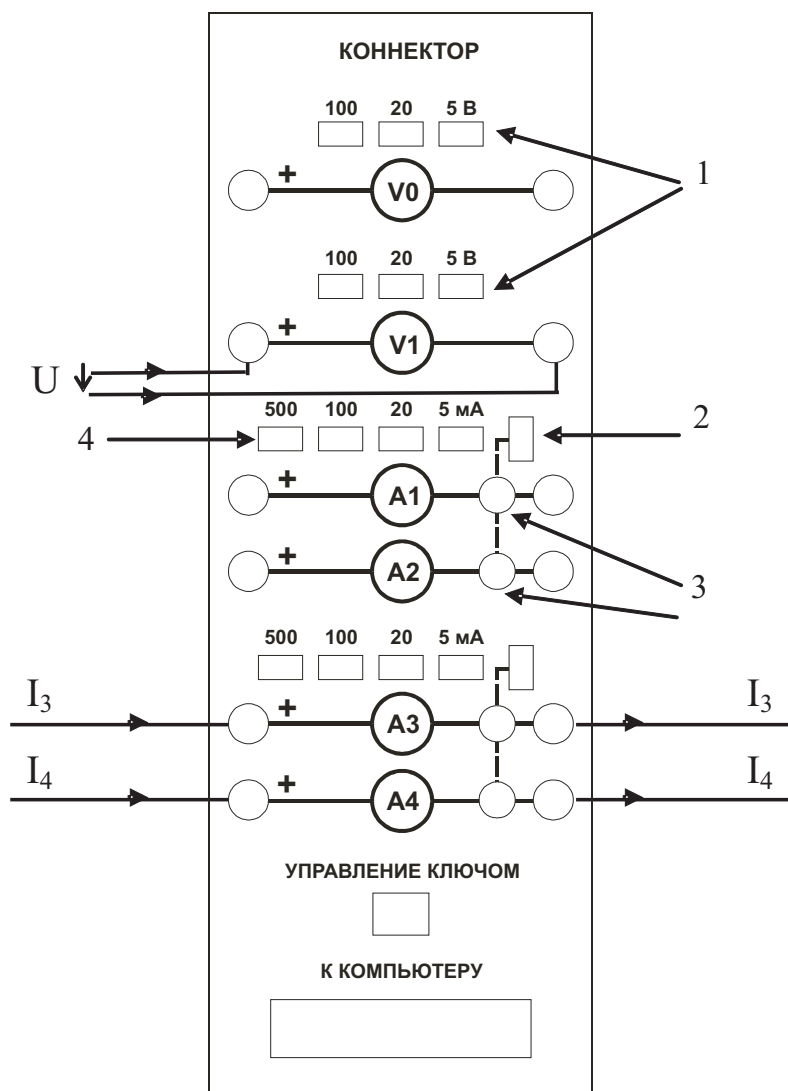 КОННЕКТОР
100 20 5 В
1
+ V0
100 20 5 В
+ V1
U
500 100 20 5 мА
4
2
+ A1
+ A2
3
500 100 20 5 мА
I₃ + A3 I₃
I₄ + A4 I₄
УПРАВЛЕНИЕ КЛЮЧОМ
К КОМПЬЮТЕРУ